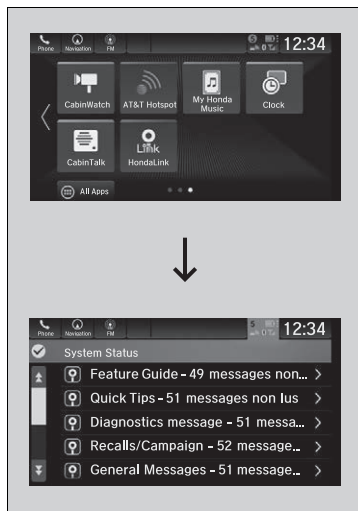 Phone Navigation FM 5 12:34
CabinWatch AT&T Hotspot My Honda Music Clock
CabinTalk HondaLink
All Apps
Phone Navigation FM 5 12:34
System Status
Feature Guide – 49 messages non...
Quick Tips – 51 messages non lus
Diagnostics message – 51 messa...
Recalls/Campaign – 52 message...
General Messages – 51 message...